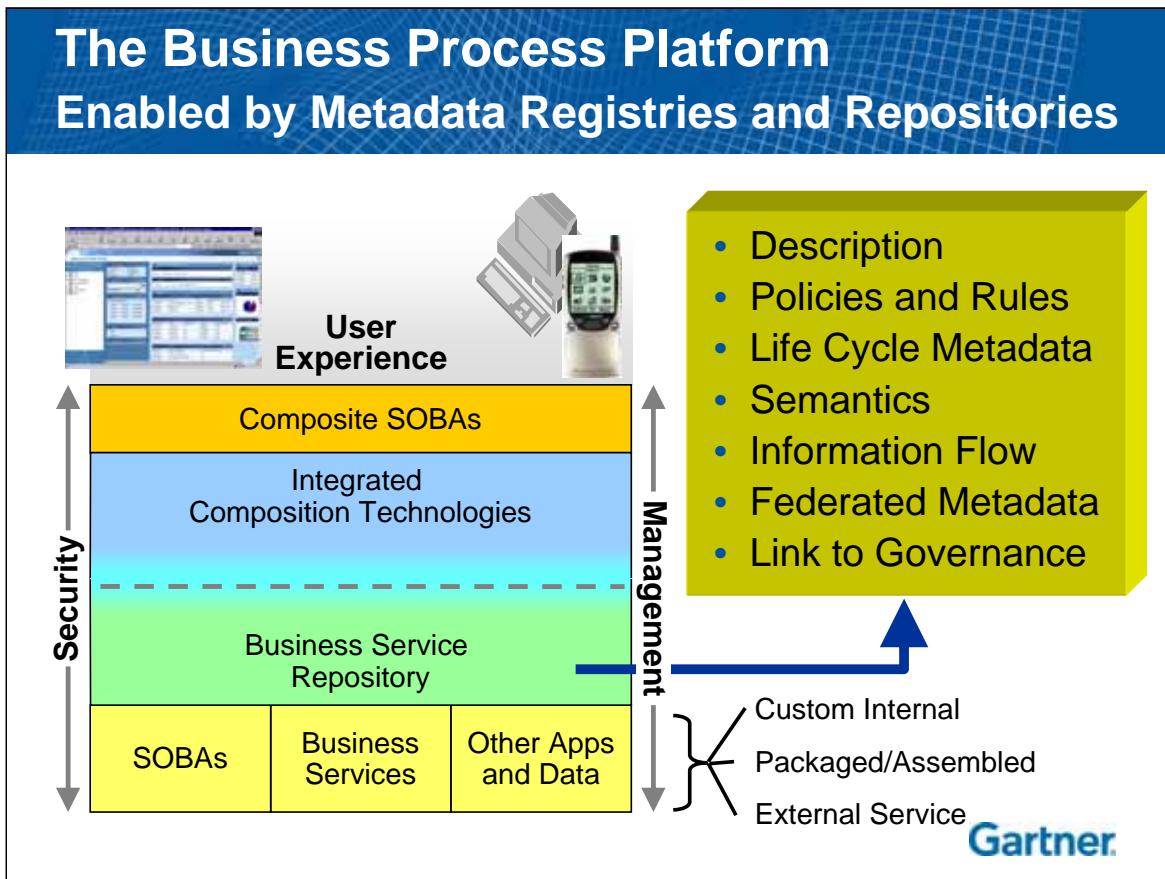 The Business Process Platform
Enabled by Metadata Registries and Repositories
User
Experience
Composite SOBAs
Integrated
Composition Technologies
Business Service
Repository
SOBAs
Business
Services
Other Apps
and Data
Security
Management
• Description
• Policies and Rules
• Life Cycle Metadata
• Semantics
• Information Flow
• Federated Metadata
• Link to Governance
Custom Internal
Packaged/Assembled
External Service
Gartner.